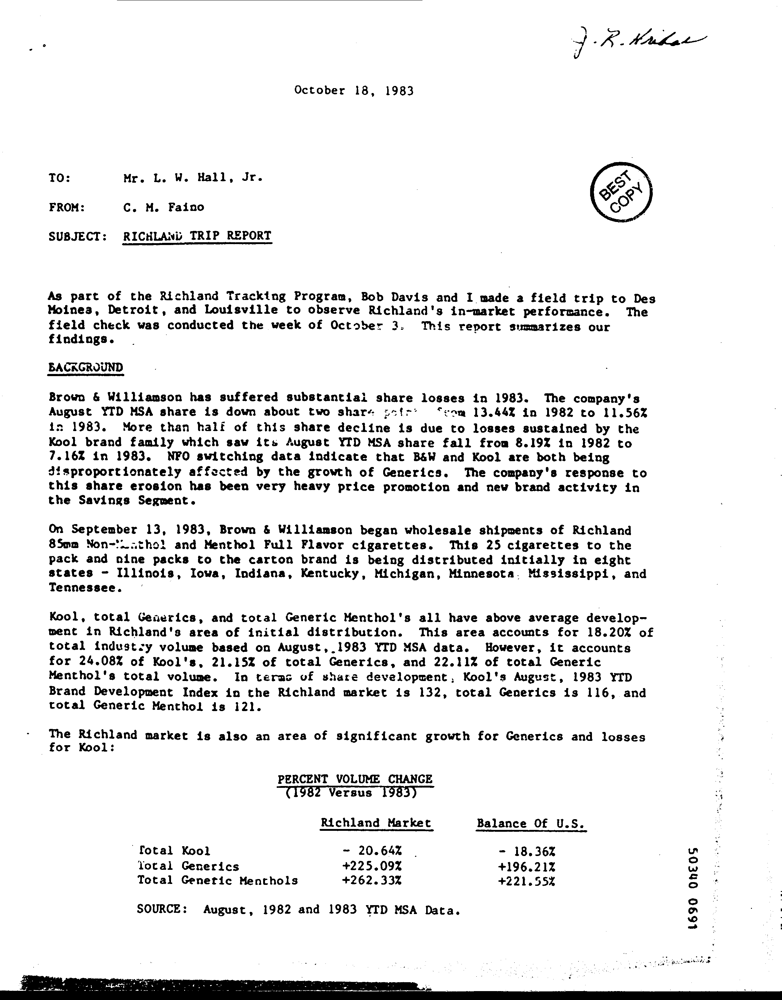 J. R.
October 18, 1983
TO: Mr. L. W. Hall, Jr.
BEST
COPY
FROM: C. M. Faino
SUBJECT: RICHLAND TRIP REPORT
As part of the Richland Tracking Program, Bob Davis and I made a field trip to Des
Moines, Detroit, and Louisville to observe Richland's in-market performance. The
field check was conducted the week of October 3. This report summarizes our
findings.
BACKGROUND
Brown & Williamson has suffered substantial share losses in 1983. The company's
August YTD MSA share is down about two share from 13.44% in 1982 to 11.56%
in 1983. More than half of this share decline is due to losses sustained by the
Kool brand family which saw its August YTD MSA share fall from 8.19% in 1982 to
7.16% in 1983. NFO switching data indicate that B&W and Kool are both being
disproportionately affected by the growth of Generics. The company's response to
this share erosion has been very heavy price promotion and new brand activity in
the Savings Segment.
On September 13, 1983, Brown & Williamson began wholesale shipments of Richland
85mm Non-Menthol and Menthol Full Flavor cigarettes. This 25 cigarettes to the
pack and nine packs to the carton brand is being distributed initially in eight
states - Illinois, Iowa, Indiana, Kentucky, Michigan, Minnesota, Mississippi, and
Tennessee.
Kool, total Generics, and total Generic Menthol's all have above average develop-
ment in Richland's area of initial distribution. This area accounts for 18.20% of
total industry volume based on August, 1983 YTD MSA data. However, it accounts
for 24.08% of Kool's, 21.15% of total Generics, and 22.11% of total Generic
Menthol's total volume. In terms of share development, Kool's August, 1983 YTD
Brand Development Index in the Richland market is 132, total Generics is 116, and
total Generic Menthol is 121.
The Richland market is also an area of significant growth for Generics and losses
for Kool:
PERCENT VOLUME CHANGE
(1982 Versus 1983)
Richland Market Balance Of U.S.
Total Kool - 20.64% - 18.36%
Total Generics +225.09% +196.21%
Total Generic Menthols +262.33% +221.55%
SOURCE: August, 1982 and 1983 YTD MSA Data.
50340 0691